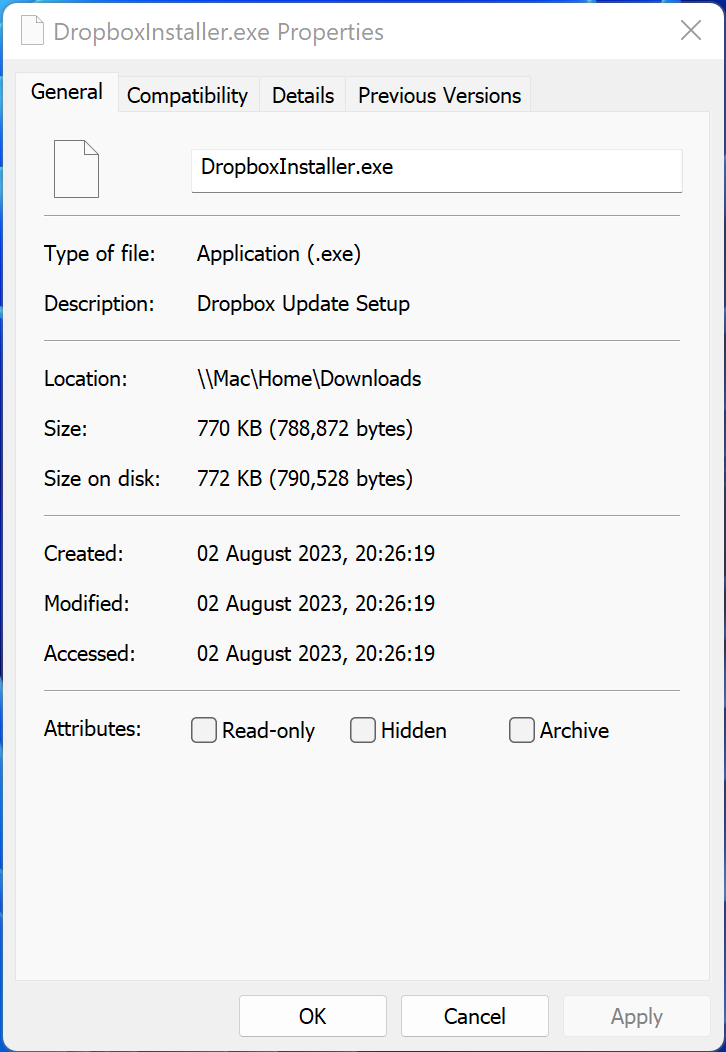 DropboxInstaller.exe Properties
General Compatibility Details Previous Versions
DropboxInstaller.exe
Type of file: Application (.exe)
Description: Dropbox Update Setup
Location: \\Mac\Home\Downloads
Size: 770 KB (788,872 bytes)
Size on disk: 772 KB (790,528 bytes)
Created: 02 August 2023, 20:26:19
Modified: 02 August 2023, 20:26:19
Accessed: 02 August 2023, 20:26:19
Attributes: Read-only Hidden Archive
OK Cancel Apply